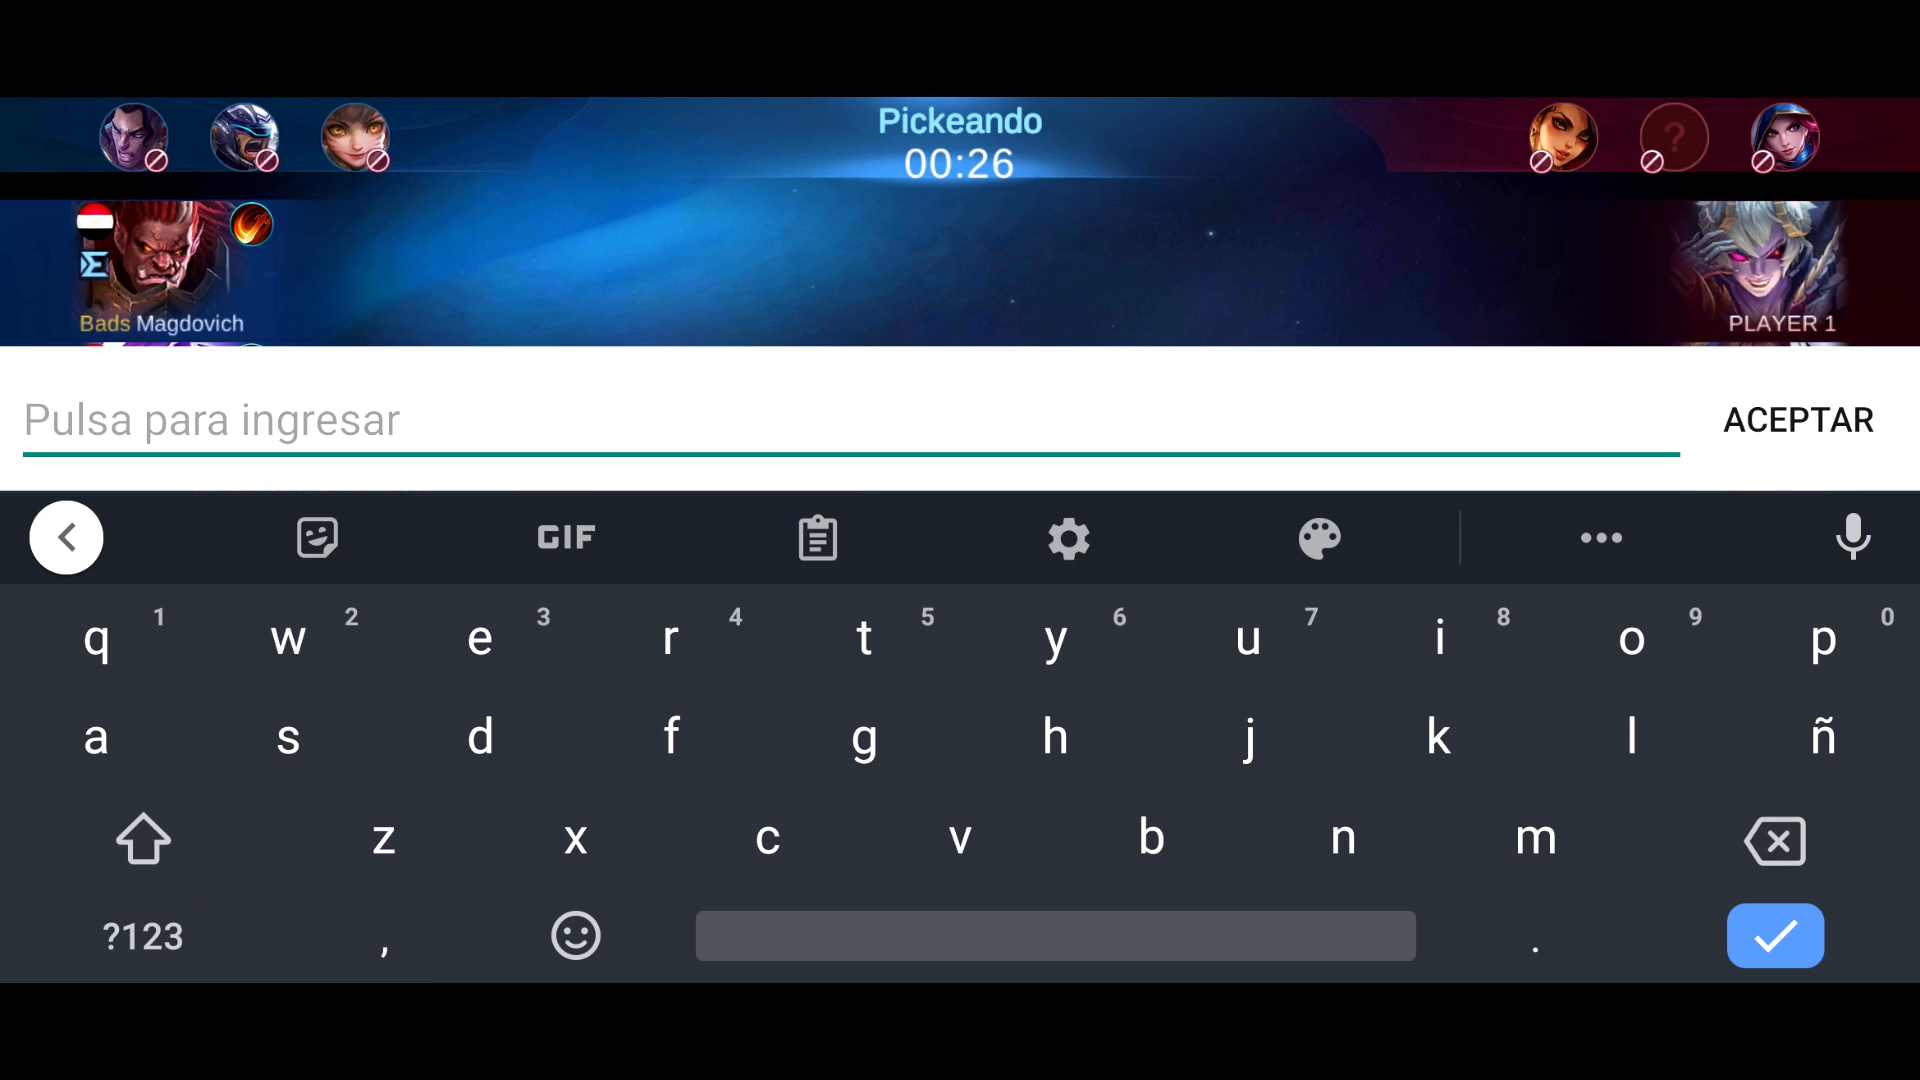 Pickeando
00:26
?
Bads Magdovich
PLAYER 1
Pulsa para ingresar
ACEPTAR
GIF
q 1 w 2 e 3 r 4 t 5 y 6 u 7 i 8 o 9 p 0
a s d f g h j k l ñ
z x c v b n m
?123 , .